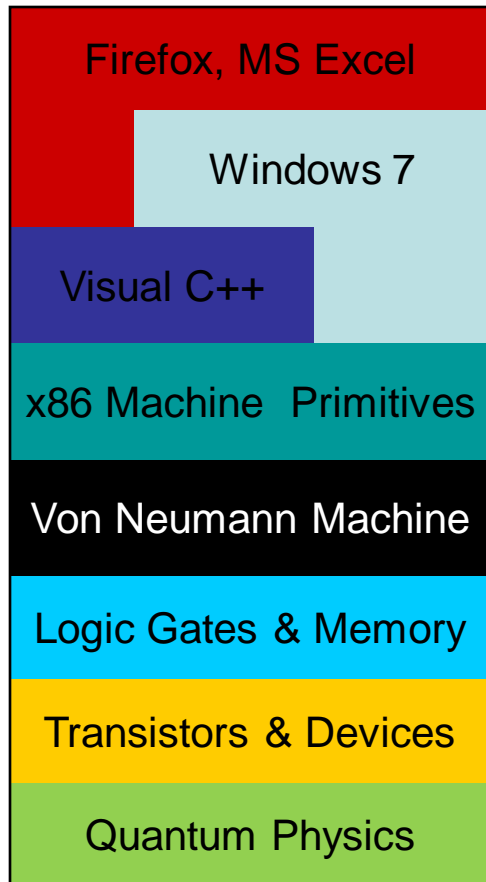 Firefox, MS Excel
Windows 7
Visual C++
x86 Machine Primitives
Von Neumann Machine
Logic Gates & Memory
Transistors & Devices
Quantum Physics